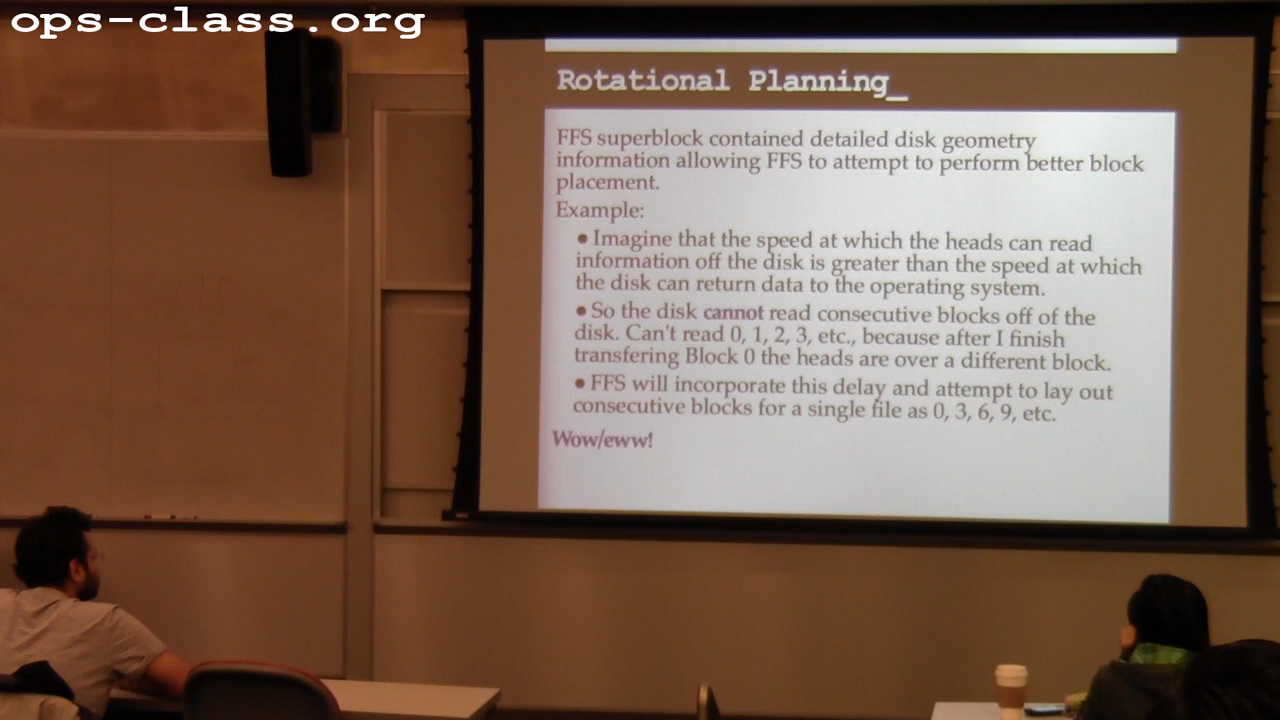 ops-class.org
Rotational Planning_
FFS superblock contained detailed disk geometry
information allowing FFS to attempt to perform better block
placement.
Example:
● Imagine that the speed at which the heads can read
information off the disk is greater than the speed at which
the disk can return data to the operating system.
● So the disk cannot read consecutive blocks off of the
disk. Can't read 0, 1, 2, 3, etc., because after I finish
transfering Block 0 the heads are over a different block.
● FFS will incorporate this delay and attempt to lay out
consecutive blocks for a single file as 0, 3, 6, 9, etc.
Wow/eww!